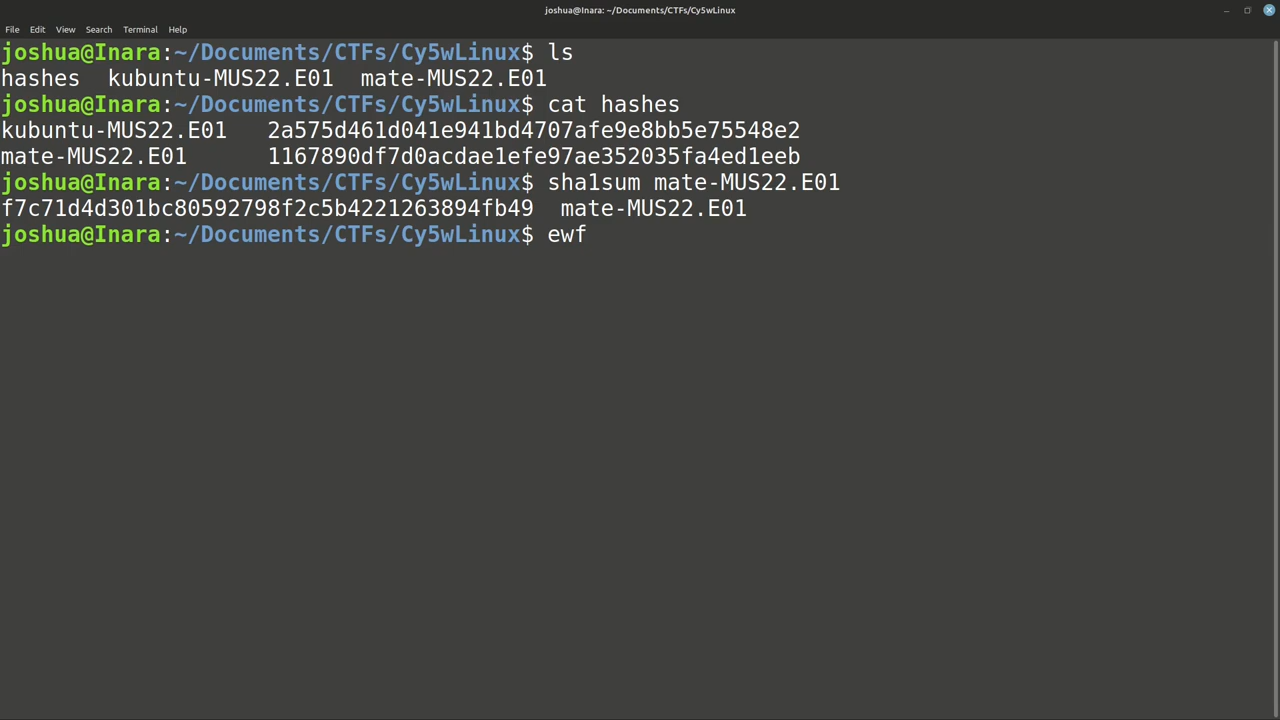 joshua@Inara: ~/Documents/CTFs/Cy5wLinux
File Edit View Search Terminal Help
joshua@Inara:~/Documents/CTFs/Cy5wLinux$ ls
hashes  kubuntu-MUS22.E01  mate-MUS22.E01
joshua@Inara:~/Documents/CTFs/Cy5wLinux$ cat hashes
kubuntu-MUS22.E01   2a575d461d041e941bd4707afe9e8bb5e75548e2
mate-MUS22.E01      1167890df7d0acdae1efe97ae352035fa4ed1eeb
joshua@Inara:~/Documents/CTFs/Cy5wLinux$ sha1sum mate-MUS22.E01
f7c71d4d301bc80592798f2c5b4221263894fb49  mate-MUS22.E01
joshua@Inara:~/Documents/CTFs/Cy5wLinux$ ewf